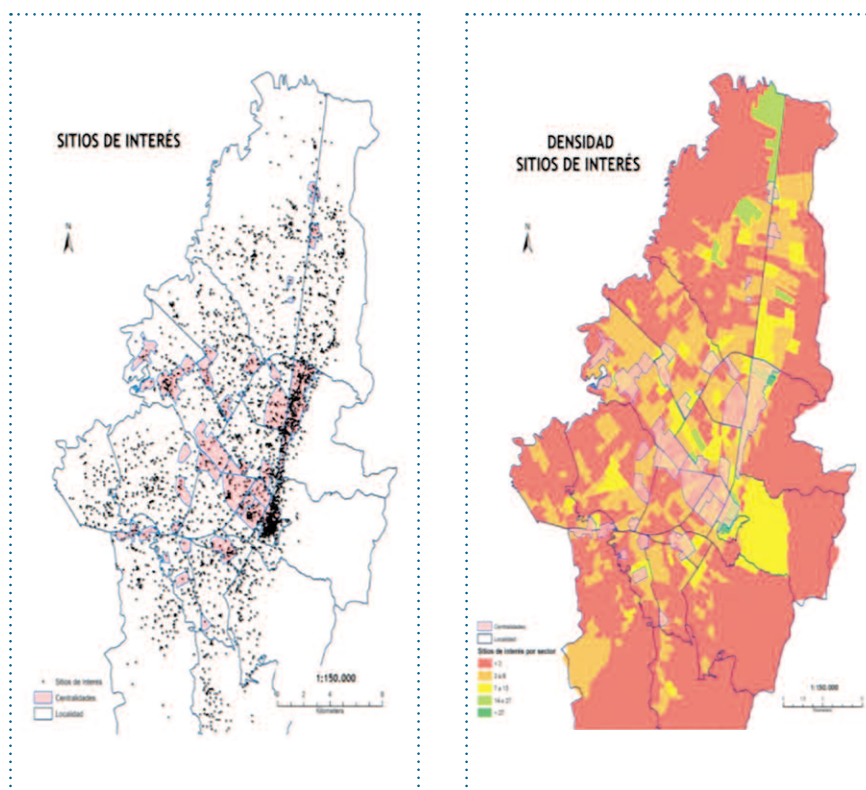 SITIOS DE INTERÉS
N
Sitios de interés
Centralidades
Localidad
1:150.000
Kilometers
DENSIDAD
SITIOS DE INTERÉS
N
Centralidades
Localidad
Sitios de interés por sector
< 3
3 a 6
7 a 13
14 a 27
> 27
1:150.000
Kilometers